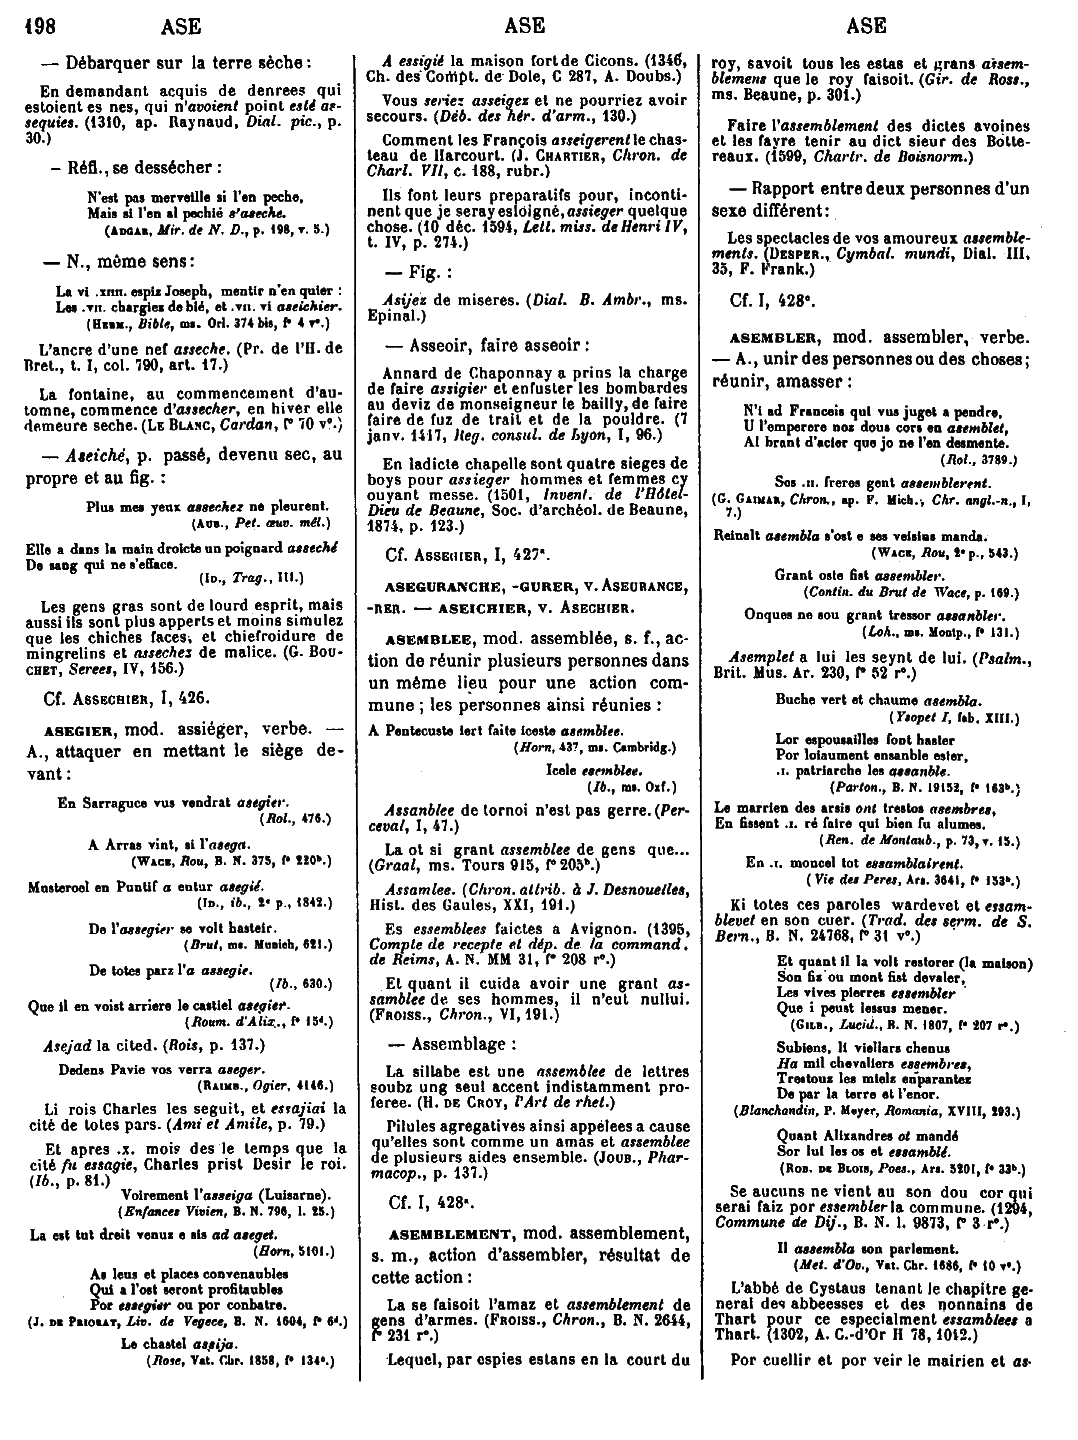 198 ASE ASE ASE
— Débarquer sur la terre sèche :
En demandant acquis de denrees qui
estoient es nes, qui n'avoient point esté as-
sequies. (1310, ap. Raynaud, Dial. pic., p.
30.)
— Réfl., se dessécher :
N'est pas merveille si l'en peche,
Mais si l'en al pechié s'aseche.
(ADGAR, Mir. de N. D., p. 198, v. 5.)
— N., même sens :
La vi .xnn. espiz Joseph, mentir n'en quier :
Les .vii. chargies de blé, et .vii. vi aseichier.
(HERM., Bible, ms. Orl. 374 bis, f° 4 r°.)
L'ancre d'une nef asseche. (Pr. de l'H. de
Bret., t. I, col. 790, art. 17.)
La fontaine, au commencement d'au-
tomne, commence d'assecher, en hiver elle
demeure seche. (LE BLANC, Cardan, f° 70 v°.)
— Aseiché, p. passé, devenu sec, au
propre et au fig. :
Plus mes yeux assechez ne pleurent.
(AUB., Pet. œuv. mél.)
Elle a dans la main droicte un poignard asseché
De sang qui ne s'efface.
(ID., Trag., III.)
Les gens gras sont de lourd esprit, mais
aussi ils sont plus apperts et moins simulez
que les chiches faces, et chiefroidure de
mingrelins et assechez de malice. (G. BOU-
CHET, Serees, IV, 156.)
Cf. ASSECHIER, I, 426.
ASEGIER, mod. assiéger, verbe. —
A., attaquer en mettant le siège de-
vant :
En Sarraguce vus vendrat asegier.
(Rol., 476.)
A Arras vint, si l'asega.
(WACE, Rou, B. N. 375, f° 220ᵇ.)
Musteroel en Puntif a entur asegié.
(ID., ib., 2ᵉ p., 1842.)
De l'assegier se volt hasteir.
(Brut, ms. Munich, 621.)
De totes parz l'a assegie.
(Ib., 630.)
Que il en voist arriere le castiel asegier.
(Roum. d'Alix., f° 15ᵈ.)
Asejad la cited. (Rois, p. 137.)
Dedens Pavie vos verra aseger.
(RAIMB., Ogier, 4146.)
Li rois Charles les seguit, et essajiai la
cité de totes pars. (Ami et Amile, p. 79.)
Et apres .x. mois des le temps que la
cité fu essagie, Charles prist Desir le roi.
(Ib., p. 81.)
Voirement l'asseiga (Luisarne).
(Enfances Vivien, B. N. 796, l. 25.)
La est tut dreit venuz e sis ad aseget.
(Horn, 5101.)
As leus et places convenaubles
Qui a l'ost seront profitaubles
Por essegier ou por conbatre.
(J. DE PRIORAT, Liv. de Vegece, B. N. 1604, f° 6ᵈ.)
Le chastel assija.
(Rose, Vat. Chr. 1858, f° 134ᵉ.)
A essigié la maison fort de Cicons. (1346,
Ch. des Compt. de Dole, C 287, A. Doubs.)
Vous seriez asseigez et ne pourriez avoir
secours. (Déb. des hér. d'arm., 130.)
Comment les François asseigerent le chas-
teau de Harcourt. (J. CHARTIER, Chron. de
Charl. VII, c. 188, rubr.)
Ils font leurs preparatifs pour, inconti-
nent que je seray esloigné, assieger quelque
chose. (10 déc. 1594, Lett. miss. de Henri IV,
t. IV, p. 274.)
— Fig. :
Asijez de miseres. (Dial. B. Ambr., ms.
Epinal.)
— Asseoir, faire asseoir :
Annard de Chaponnay a prins la charge
de faire assigier et enfuster les bombardes
au deviz de monseigneur le bailly, de faire
faire de fuz de trait et de la pouldre. (7
janv. 1417, Reg. consul. de Lyon, I, 96.)
En ladicte chapelle sont quatre sieges de
boys pour assieger hommes et femmes cy
ouyant messe. (1501, Invent. de l'Hôtel-
Dieu de Beaune, Soc. d'archéol. de Beaune,
1874, p. 123.)
Cf. ASSEGIER, I, 427ᵃ.
ASEGURANCHE, -GURER, V. ASEURANCE,
-RER. — ASEICHIER, V. ASECHIER.
ASEMBLEE, mod. assemblée, s. f., ac-
tion de réunir plusieurs personnes dans
un même lieu pour une action com-
mune ; les personnes ainsi réunies :
A Pentecuste iert faite iceste asemblee.
(Horn, 437, ms. Cambridg.)
Icele esemblee.
(Ib., ms. Oxf.)
Assanblee de tornoi n'est pas gerre. (Per-
ceval, I, 47.)
La ot si grant assemblee de gens que...
(Graal, ms. Tours 915, f° 205ᵇ.)
Assamlee. (Chron. attrib. à J. Desnouelles,
Hist. des Gaules, XXI, 191.)
Es essemblees faictes a Avignon. (1395,
Compte de recepte et dép. de la command.
de Reims, A. N. MM 31, f° 208 r°.)
Et quant il cuida avoir une grant as-
samblee de ses hommes, il n'eut nullui.
(FROISS., Chron., VI, 191.)
— Assemblage :
La sillabe est une assemblee de lettres
soubz ung seul accent indistamment pro-
feree. (H. DE CROY, l'Art de rhet.)
Pilules agregatives ainsi appelees a cause
qu'elles sont comme un amas et assemblee
de plusieurs aides ensemble. (JOUB., Phar-
macop., p. 137.)
Cf. I, 428ᵃ.
ASEMBLEMENT, mod. assemblement,
s. m., action d'assembler, résultat de
cette action :
La se faisoit l'amaz et assemblement de
gens d'armes. (FROISS., Chron., B. N. 2644,
f° 231 r°.)
Lequel, par espies estans en la court du
roy, savoit tous les estas et grans assem-
blemens que le roy faisoit. (Gir. de Ross.,
ms. Beaune, p. 301.)
Faire l'assemblement des dictes avoines
et les fayre tenir au dict sieur des Botte-
reaux. (1599, Chartr. de Boisnorm.)
— Rapport entre deux personnes d'un
sexe différent :
Les spectacles de vos amoureux assemble-
ments. (DESPER., Cymbal. mundi, Dial. III,
35, F. Frank.)
Cf. I, 428ᵉ.
ASEMBLER, mod. assembler, verbe.
— A., unir des personnes ou des choses ;
réunir, amasser :
N'i ad Franceis qui vus juget a pendre,
U l'emperere noz dous cors en asemblet,
Al brant d'acier que jo ne l'en desmente.
(Rol., 3789.)
Sos .ii. freres gent assemblerent.
(G. GAIMAR, Chron., ap. F. Mich., Chr. angl.-n., I,
7.)
Reinalt asembla s'ost e ses veisins manda.
(WACE, Rou, 2ᵉ p., 543.)
Grant oste fist assembler.
(Contin. du Brut de Wace, p. 169.)
Onques ne sou grant tressor assanbler.
(Loh., ms. Montp., f° 131.)
Asemplet a lui les seynt de lui. (Psalm.,
Brit. Mus. Ar. 230, f° 52 r°.)
Buche vert et chaume asembla.
(Ysopet I, fab. XIII.)
Lor espousailles font haster
Por loiaument ensanble ester,
.I. patriarche les assanble.
(Parton., B. N. 19152, f° 163ᵇ.)
Le marrien des arsis ont trestos asembres,
En fissent .I. ré faire qui bien fu alumes.
(Ren. de Montaub., p. 73, v. 15.)
En .I. moncel tot essamblairent.
(Vie des Peres, Ars. 3641, f° 153ᵇ.)
Ki totes ces paroles wardevet et essam-
blevet en son cuer. (Trad. des serm. de S.
Bern., B. N. 24768, f° 31 v°.)
Et quant il la volt restorer (la maison)
Son fiz ou mont fist devaler,
Les vives pierres essembler
Que i peust lessus mener.
(GILB., Lucid., B. N. 1807, f° 207 r°.)
Subiens, li viellars chenus
Ha mil chevaliers essembres,
Trestouz les mielz enparantez
De par la terre et l'enor.
(Blanchandin, P. Meyer, Romania, XVIII, 293.)
Quant Alixandres ot mandé
Sor lui les os et essamblé.
(ROB. DE BLOIS, Poes., Ars. 5201, f° 33ᵇ.)
Se aucuns ne vient au son dou cor qui
serai faiz por essembler la commune. (1294,
Commune de Dij., B. N. l. 9873, f° 3 r°.)
Il assembla son parlement.
(Met. d'Ov., Vat. Chr. 1686, f° 10 v°.)
L'abbé de Cystaus tenant le chapitre ge-
neral des abbeesses et des nonnains de
Thart pour ce especialment essamblees a
Thart. (1302, A. C.-d'Or H 78, 1012.)
Por cuellir et por veir le mairien et as-